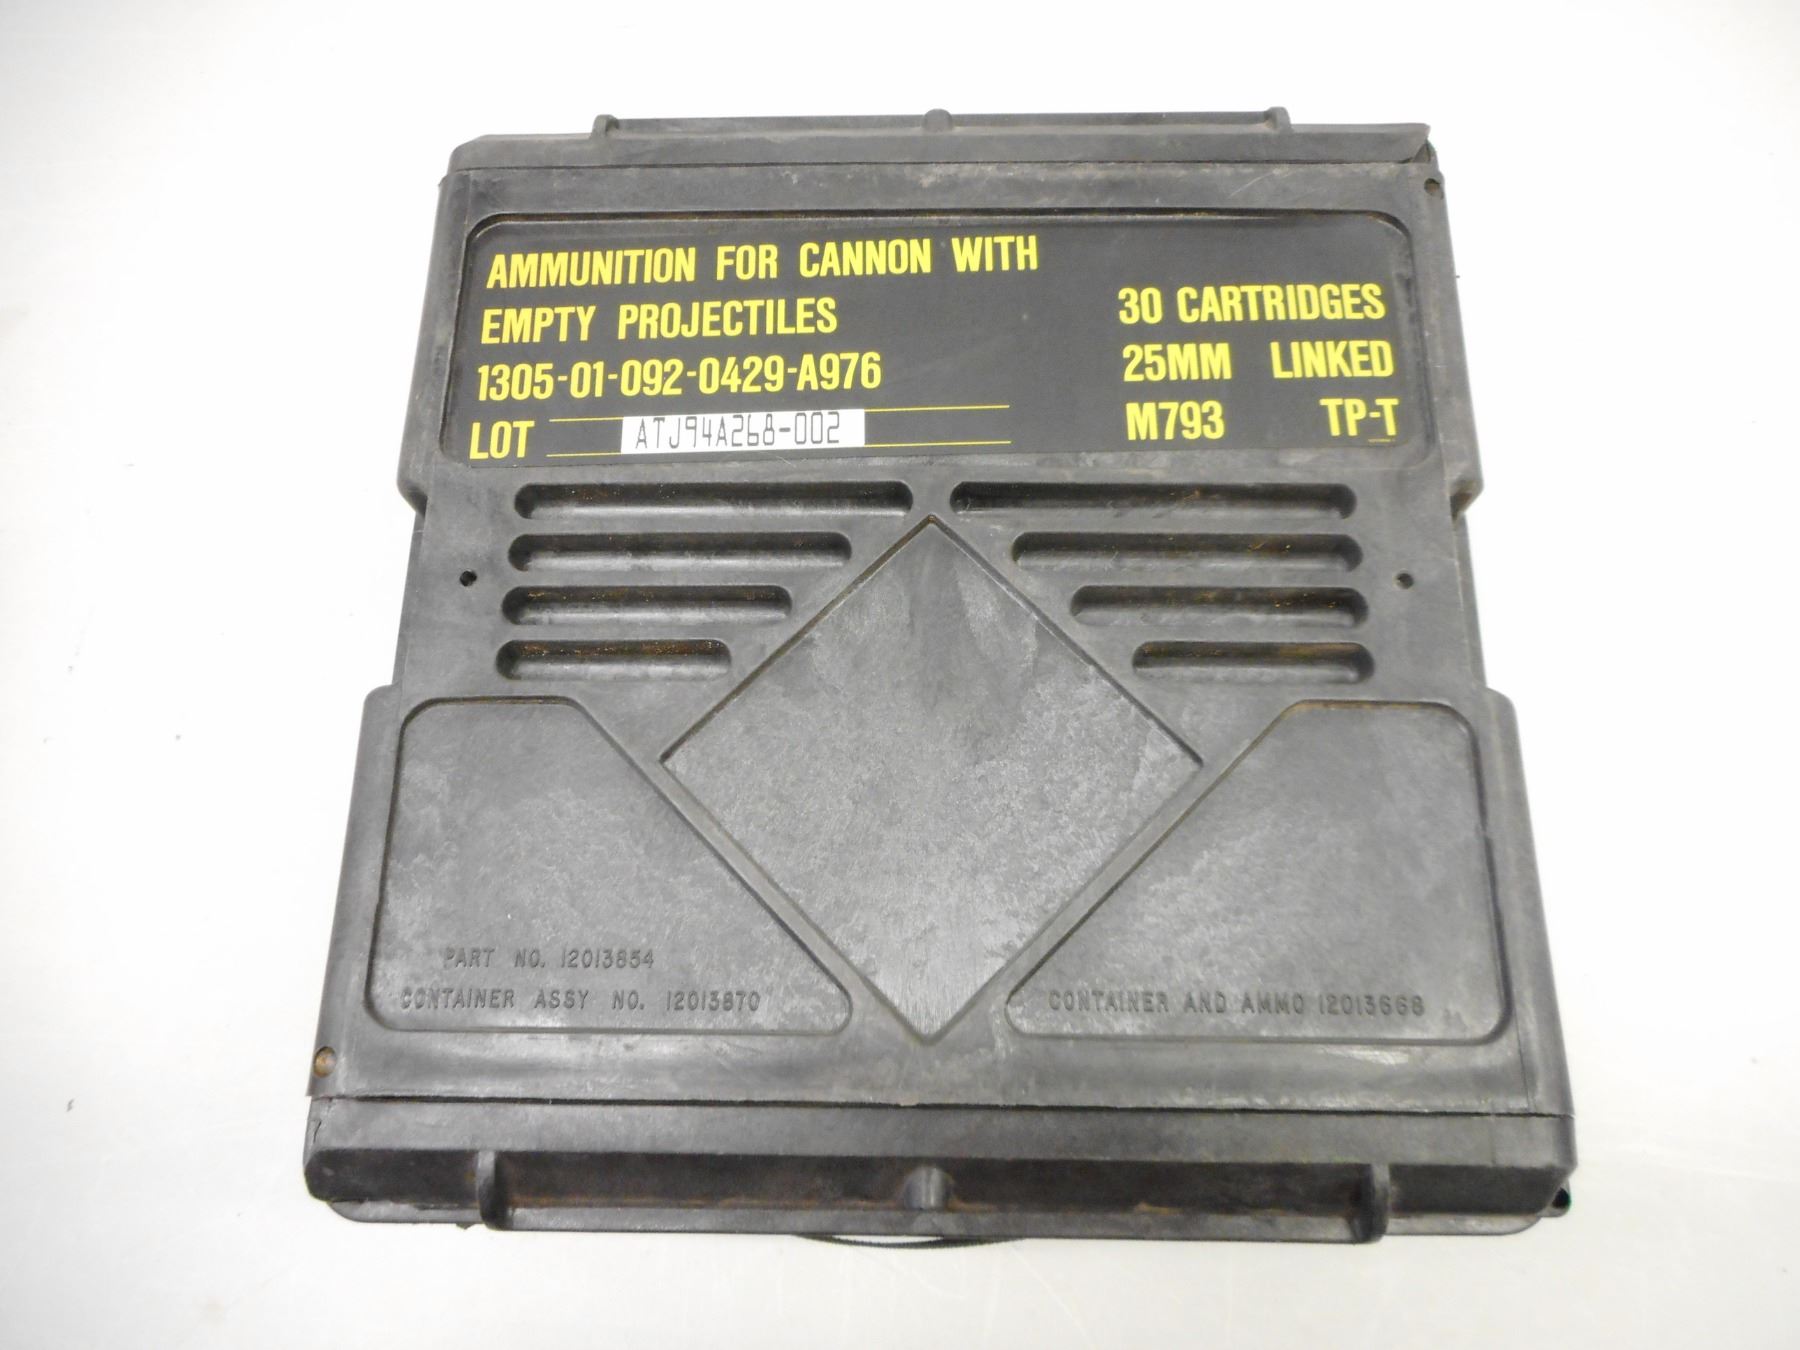 AMMUNITION FOR CANNON WITH
EMPTY PROJECTILES
1305-01-092-0429-A976
LOT ATJ94A268-002
30 CARTRIDGES
25MM LINKED
M793 TP-T
PART NO. 12013854
CONTAINER ASSY NO. 12013870
CONTAINER AND AMMO 12013668